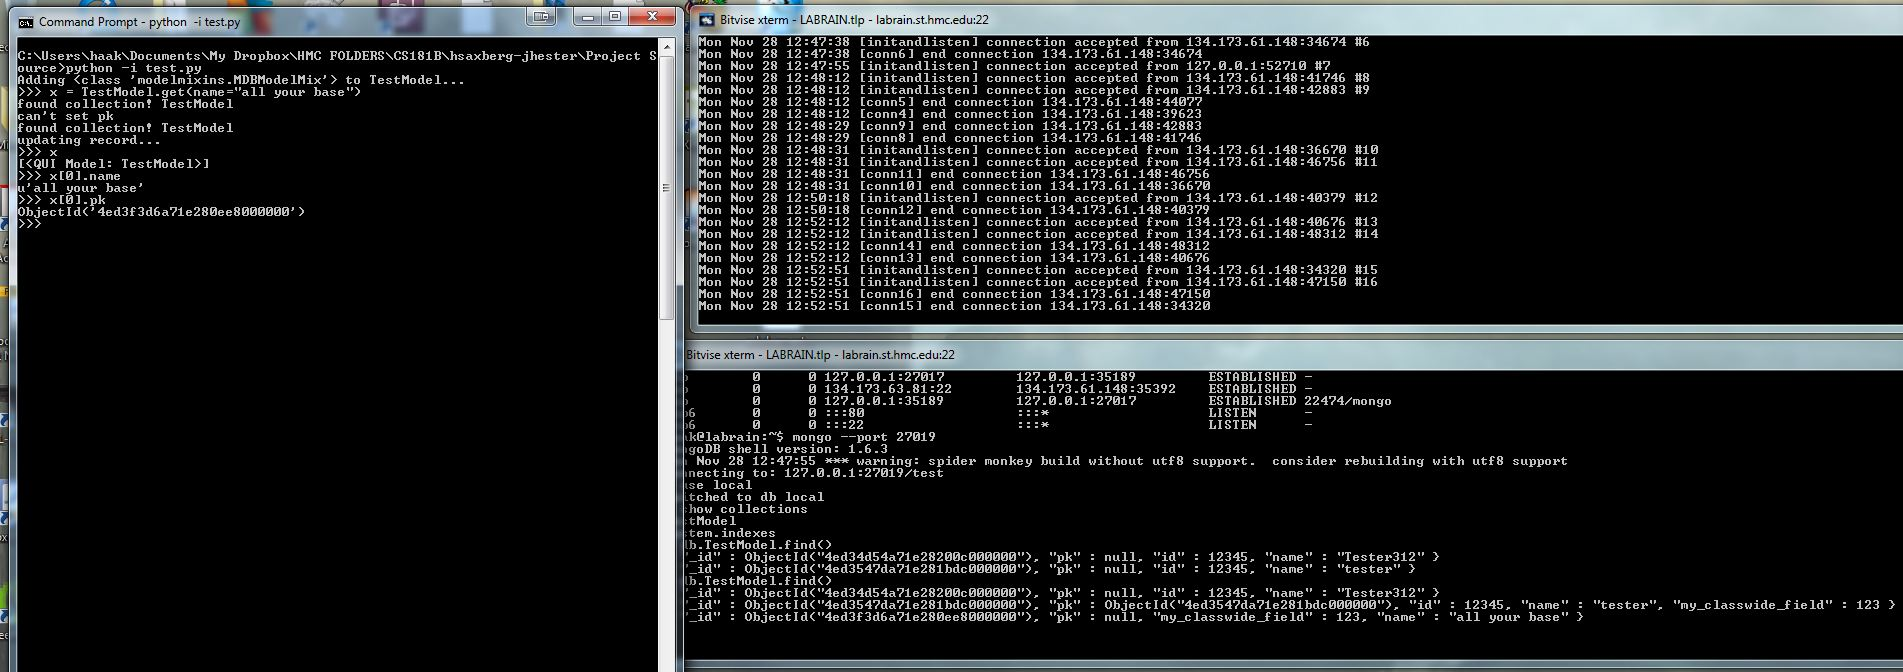 Command Prompt - python  -i test.py
C:\Users\haak\Documents\My Dropbox\HMC FOLDERS\CS181B\hsaxberg-jhester\Project S
ource>python -i test.py
Adding <class 'modelmixins.MDBModelMix'> to TestModel...
>>> x = TestModel.get(name="all your base")
found collection! TestModel
can't set pk
found collection! TestModel
updating record...
>>> x
[<QUI Model: TestModel>]
>>> x[0].name
u'all your base'
>>> x[0].pk
ObjectId('4ed3f3d6a71e280ee8000000')
>>>
Bitvise xterm - LABRAIN.tlp - labrain.st.hmc.edu:22
Mon Nov 28 12:47:38 [initandlisten] connection accepted from 134.173.61.148:34674 #6
Mon Nov 28 12:47:38 [conn6] end connection 134.173.61.148:34674
Mon Nov 28 12:47:55 [initandlisten] connection accepted from 127.0.0.1:52710 #7
Mon Nov 28 12:48:12 [initandlisten] connection accepted from 134.173.61.148:41746 #8
Mon Nov 28 12:48:12 [initandlisten] connection accepted from 134.173.61.148:42883 #9
Mon Nov 28 12:48:12 [conn5] end connection 134.173.61.148:44077
Mon Nov 28 12:48:12 [conn4] end connection 134.173.61.148:39623
Mon Nov 28 12:48:29 [conn9] end connection 134.173.61.148:42883
Mon Nov 28 12:48:29 [conn8] end connection 134.173.61.148:41746
Mon Nov 28 12:48:31 [initandlisten] connection accepted from 134.173.61.148:36670 #10
Mon Nov 28 12:48:31 [initandlisten] connection accepted from 134.173.61.148:46756 #11
Mon Nov 28 12:48:31 [conn11] end connection 134.173.61.148:46756
Mon Nov 28 12:48:31 [conn10] end connection 134.173.61.148:36670
Mon Nov 28 12:50:18 [initandlisten] connection accepted from 134.173.61.148:40379 #12
Mon Nov 28 12:50:18 [conn12] end connection 134.173.61.148:40379
Mon Nov 28 12:52:12 [initandlisten] connection accepted from 134.173.61.148:40676 #13
Mon Nov 28 12:52:12 [initandlisten] connection accepted from 134.173.61.148:48312 #14
Mon Nov 28 12:52:12 [conn14] end connection 134.173.61.148:48312
Mon Nov 28 12:52:12 [conn13] end connection 134.173.61.148:40676
Mon Nov 28 12:52:51 [initandlisten] connection accepted from 134.173.61.148:34320 #15
Mon Nov 28 12:52:51 [initandlisten] connection accepted from 134.173.61.148:47150 #16
Mon Nov 28 12:52:51 [conn16] end connection 134.173.61.148:47150
Mon Nov 28 12:52:51 [conn15] end connection 134.173.61.148:34320
Bitvise xterm - LABRAIN.tlp - labrain.st.hmc.edu:22
p 0 0 127.0.0.1:27017 127.0.0.1:35189 ESTABLISHED -
p 0 0 134.173.63.81:22 134.173.61.148:35392 ESTABLISHED -
p 0 0 127.0.0.1:35189 127.0.0.1:27017 ESTABLISHED 22474/mongo
p6 0 0 :::80 :::* LISTEN -
p6 0 0 :::22 :::* LISTEN -
ak@labrain:~$ mongo --port 27019
ngoDB shell version: 1.6.3
n Nov 28 12:47:55 *** warning: spider monkey build without utf8 support.  consider rebuilding with utf8 support
nnecting to: 127.0.0.1:27019/test
use local
itched to db local
show collections
stModel
stem.indexes
db.TestModel.find()
"_id" : ObjectId("4ed34d54a71e28200c000000"), "pk" : null, "id" : 12345, "name" : "Tester312" }
"_id" : ObjectId("4ed3547da71e281bdc000000"), "pk" : null, "id" : 12345, "name" : "tester" }
db.TestModel.find()
"_id" : ObjectId("4ed34d54a71e28200c000000"), "pk" : null, "id" : 12345, "name" : "Tester312" }
"_id" : ObjectId("4ed3547da71e281bdc000000"), "pk" : ObjectId("4ed3547da71e281bdc000000"), "id" : 12345, "name" : "tester", "my_classwide_field" : 123 }
"_id" : ObjectId("4ed3f3d6a71e280ee8000000"), "pk" : null, "my_classwide_field" : 123, "name" : "all your base" }